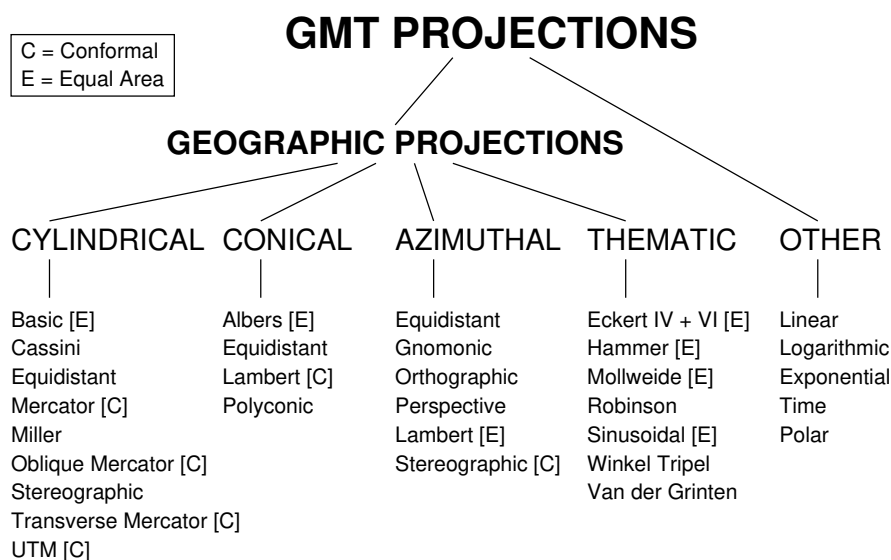 GMT PROJECTIONS
C = Conformal
E = Equal Area
GEOGRAPHIC PROJECTIONS
CYLINDRICAL
Basic [E]
Cassini
Equidistant
Mercator [C]
Miller
Oblique Mercator [C]
Stereographic
Transverse Mercator [C]
UTM [C]
CONICAL
Albers [E]
Equidistant
Lambert [C]
Polyconic
AZIMUTHAL
Equidistant
Gnomonic
Orthographic
Perspective
Lambert [E]
Stereographic [C]
THEMATIC
Eckert IV + VI [E]
Hammer [E]
Mollweide [E]
Robinson
Sinusoidal [E]
Winkel Tripel
Van der Grinten
OTHER
Linear
Logarithmic
Exponential
Time
Polar